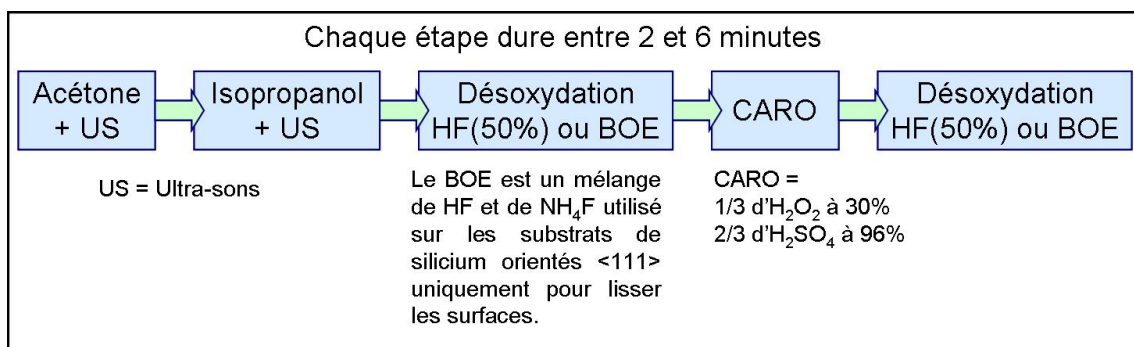 Chaque étape dure entre 2 et 6 minutes
Acétone
+ US
Isopropanol
+ US
Désoxydation
HF(50%) ou BOE
CARO
Désoxydation
HF(50%) ou BOE
US = Ultra-sons
Le BOE est un mélange
de HF et de NH₄F utilisé
sur les substrats de
silicium orientés <111>
uniquement pour lisser
les surfaces.
CARO =
1/3 d'H₂O₂ à 30%
2/3 d'H₂SO₄ à 96%